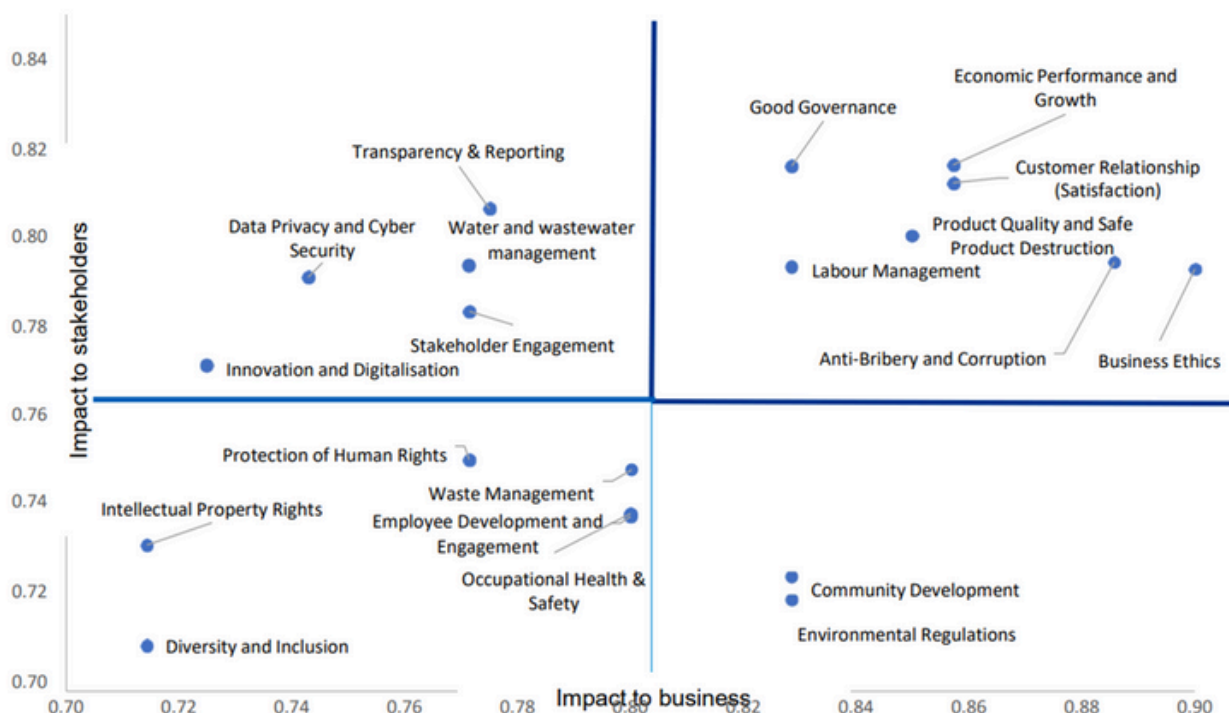 0.84
Economic Performance and
Growth
Good Governance
0.82
Transparency & Reporting
Customer Relationship
(Satisfaction)
Data Privacy and Cyber
Security
Water and wastewater
management
Product Quality and Safe
Product Destruction
0.80
Labour Management
Impact to stakeholders
0.78
Stakeholder Engagement
Anti-Bribery and Corruption
Business Ethics
Innovation and Digitalisation
0.76
Protection of Human Rights
Waste Management
0.74
Intellectual Property Rights
Employee Development and
Engagement
Occupational Health &
Safety
0.72
Community Development
Environmental Regulations
Diversity and Inclusion
0.70
Impact to business
0.70
0.72
0.74
0.76
0.78
0.80
0.82
0.84
0.86
0.88
0.90